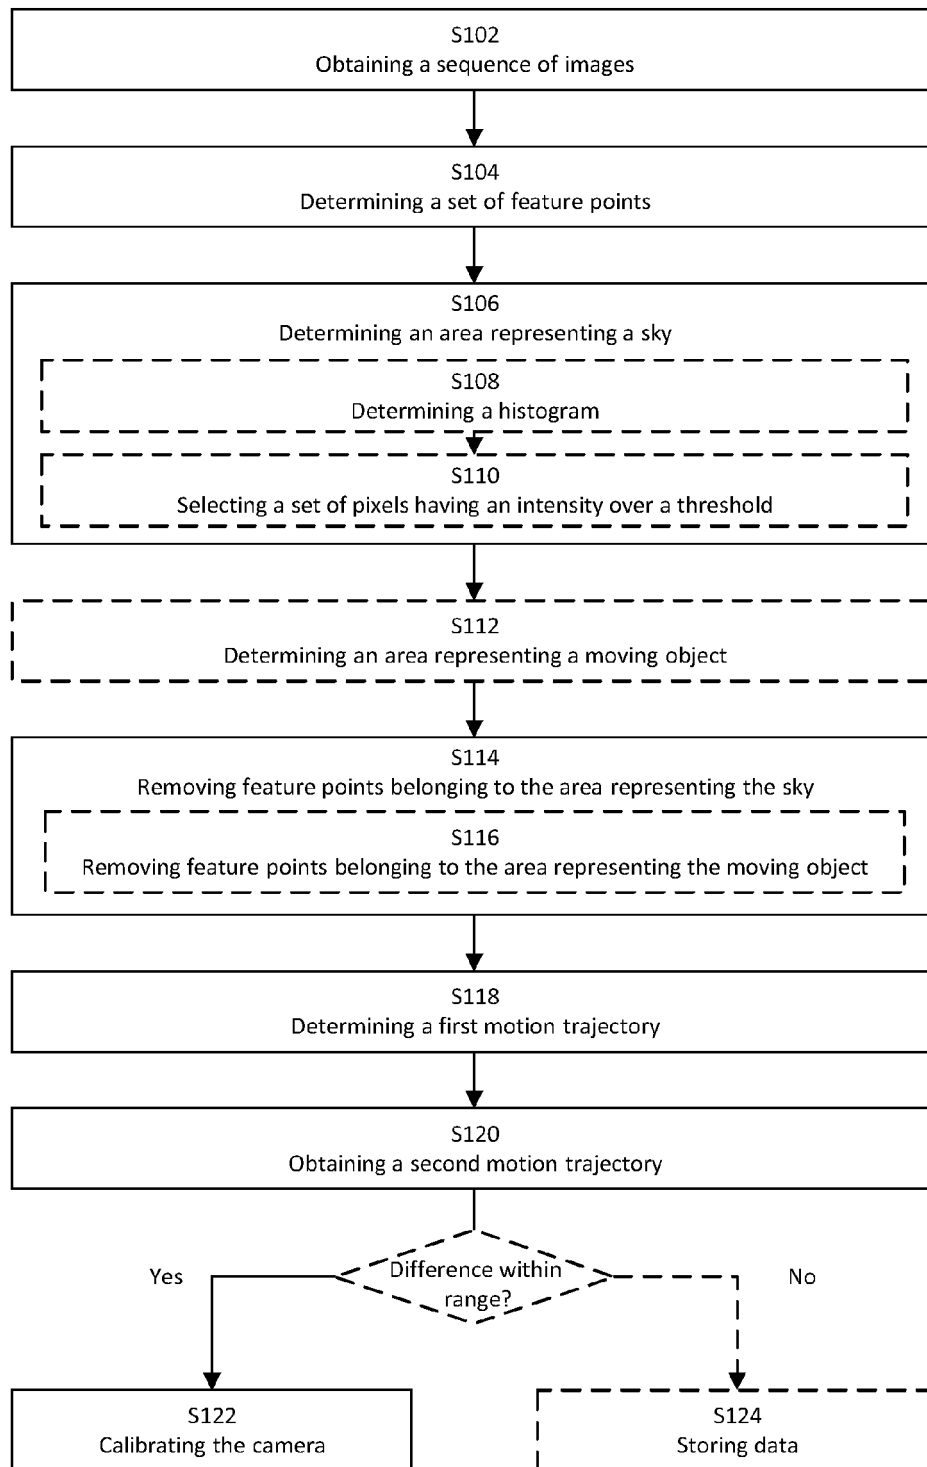 S102
Obtaining a sequence of images
S104
Determining a set of feature points
S106
Determining an area representing a sky
S108
Determining a histogram
S110
Selecting a set of pixels having an intensity over a threshold
S112
Determining an area representing a moving object
S114
Removing feature points belonging to the area representing the sky
S116
Removing feature points belonging to the area representing the moving object
S118
Determining a first motion trajectory
S120
Obtaining a second motion trajectory
Difference within
range?
Yes
No
S122
Calibrating the camera
S124
Storing data